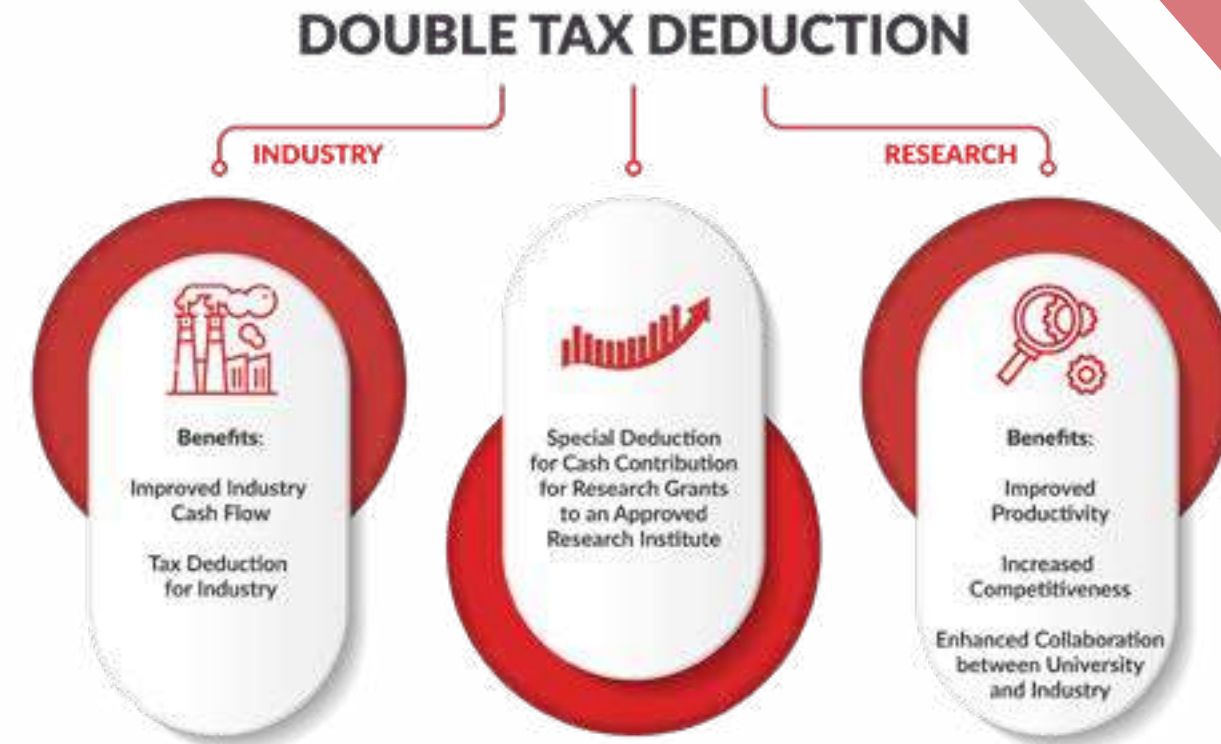 DOUBLE TAX DEDUCTION
INDUSTRY
RESEARCH
Benefits:
Improved Industry
Cash Flow
Tax Deduction
for Industry
Special Deduction
for Cash Contribution
for Research Grants
to an Approved
Research Institute
Benefits:
Improved
Productivity
Increased
Competitiveness
Enhanced Collaboration
between University
and Industry